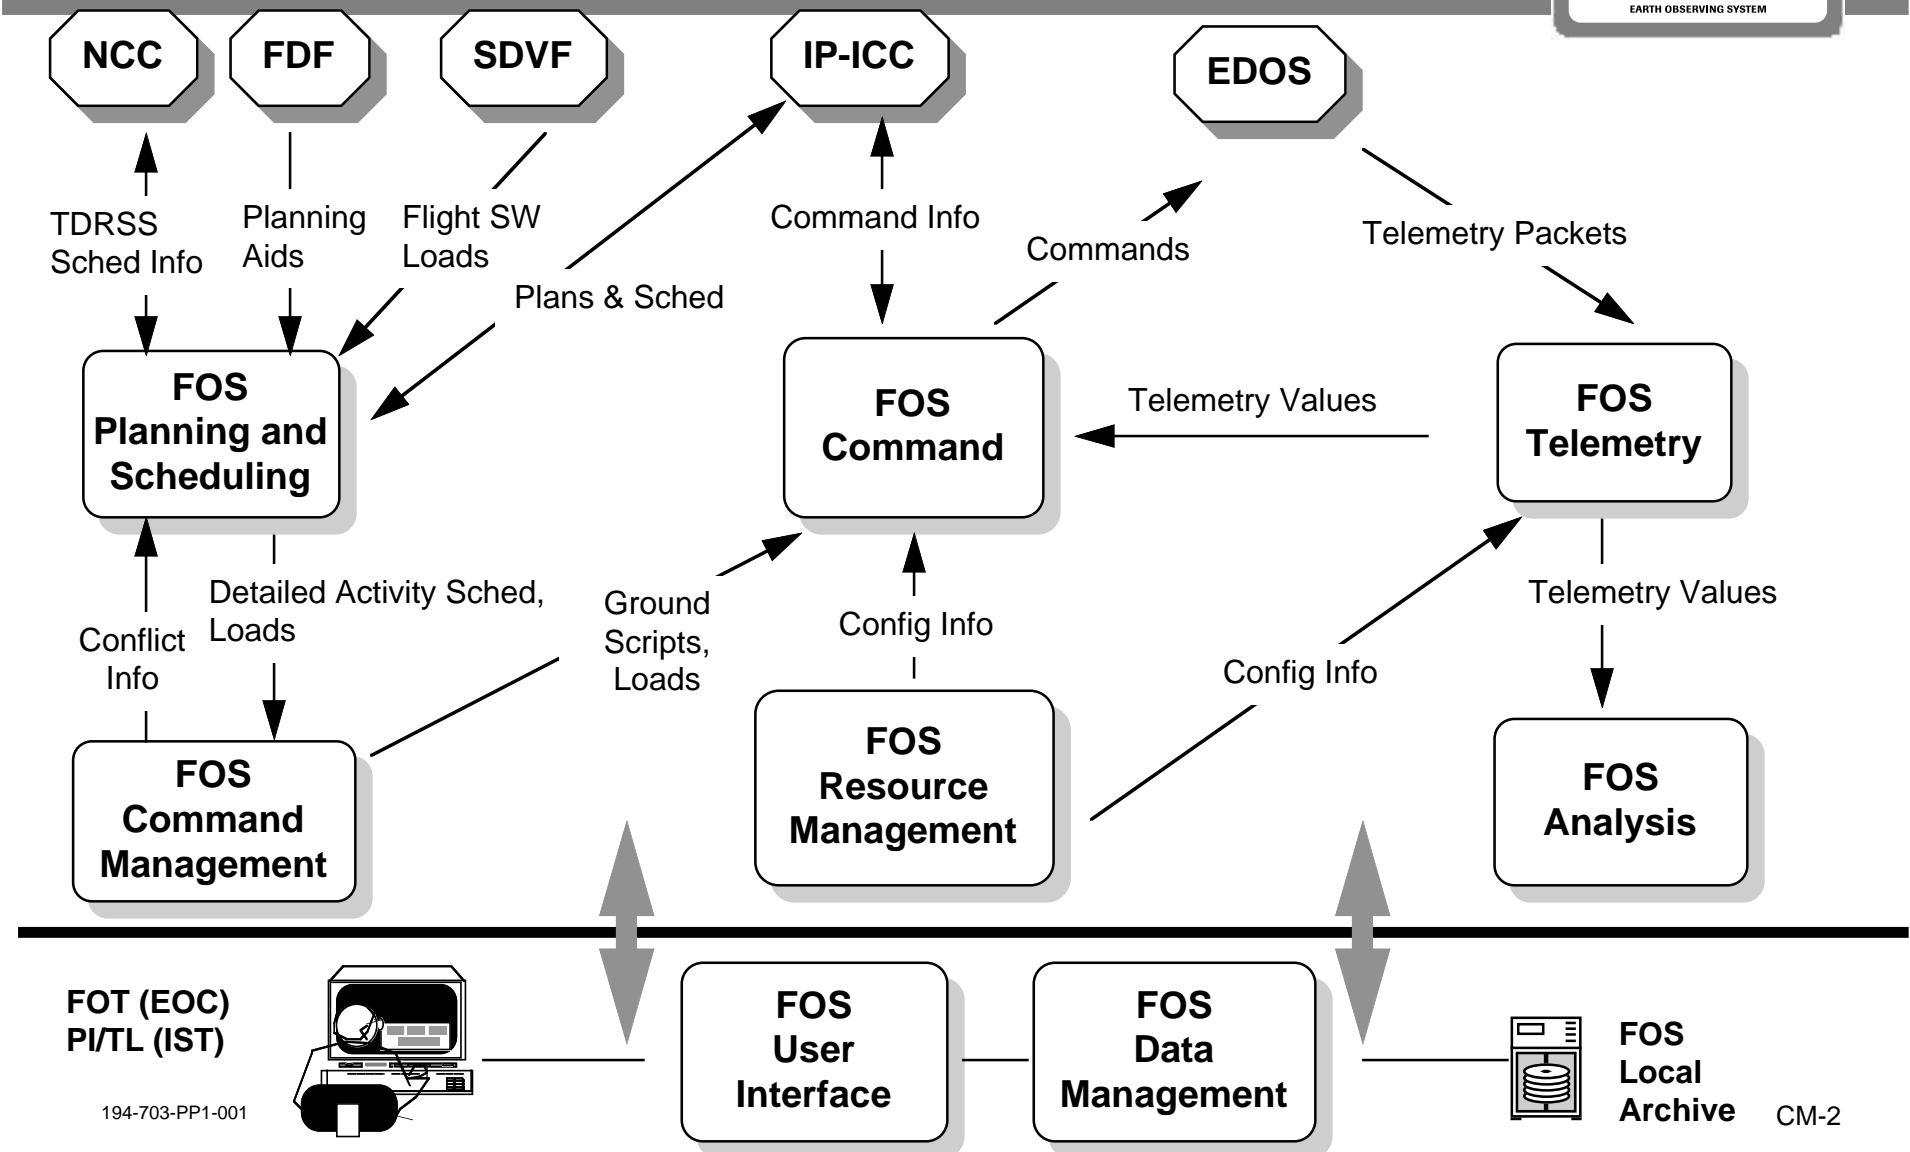 EARTH OBSERVING SYSTEM
NCC
FDF
SDVF
IP-ICC
EDOS
TDRSS
Sched Info
Planning
Aids
Flight SW
Loads
Plans & Sched
Command Info
Commands
Telemetry Packets
FOS
Planning and
Scheduling
FOS
Command
Telemetry Values
FOS
Telemetry
Conflict
Info
Detailed Activity Sched,
Loads
Ground
Scripts,
Loads
Config Info
Config Info
Telemetry Values
FOS
Command
Management
FOS
Resource
Management
FOS
Analysis
FOT (EOC)
PI/TL (IST)
FOS
User
Interface
FOS
Data
Management
FOS
Local
Archive
194-703-PP1-001
CM-2